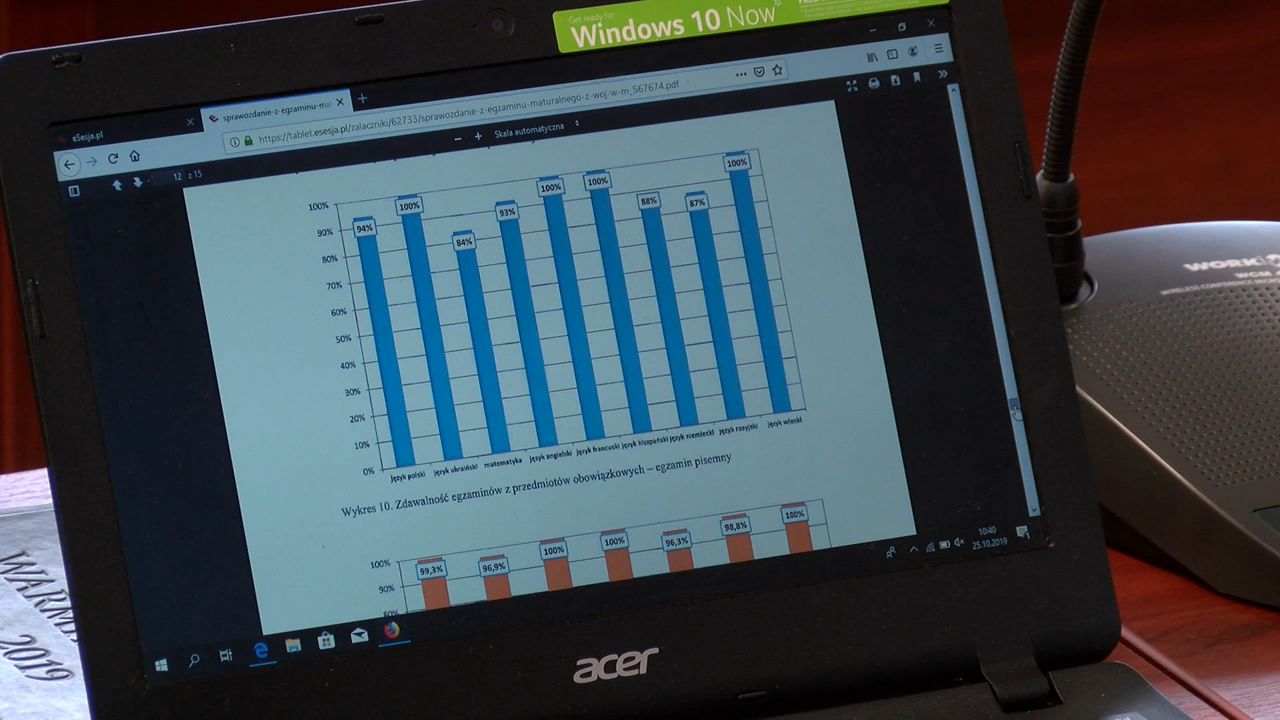 Get ready for
Windows 10 Now
eSesja.pl
sprawozdanie-z-egzaminu-ma
https://tablet.esesja.pl/zalaczniki/62733/sprawozdanie-z-egzaminu-maturalnego-z-woj-w-m_567674.pdf
12 z 15
Skala automatyczna
100%
90%
80%
70%
60%
50%
40%
30%
20%
10%
0%
94% 100% 84% 93% 100% 100% 88% 87% 100%
język polski język ukraiński matematyka język angielski język francuski język hiszpański język niemiecki język rosyjski język włoski
Wykres 10. Zdawalność egzaminów z przedmiotów obowiązkowych – egzamin pisemny
100%
90%
80%
99,3% 96,9% 100% 100% 96,3% 98,8% 100%
10:40
25.10.2019
acer
WORK
WCM
WARM
2019